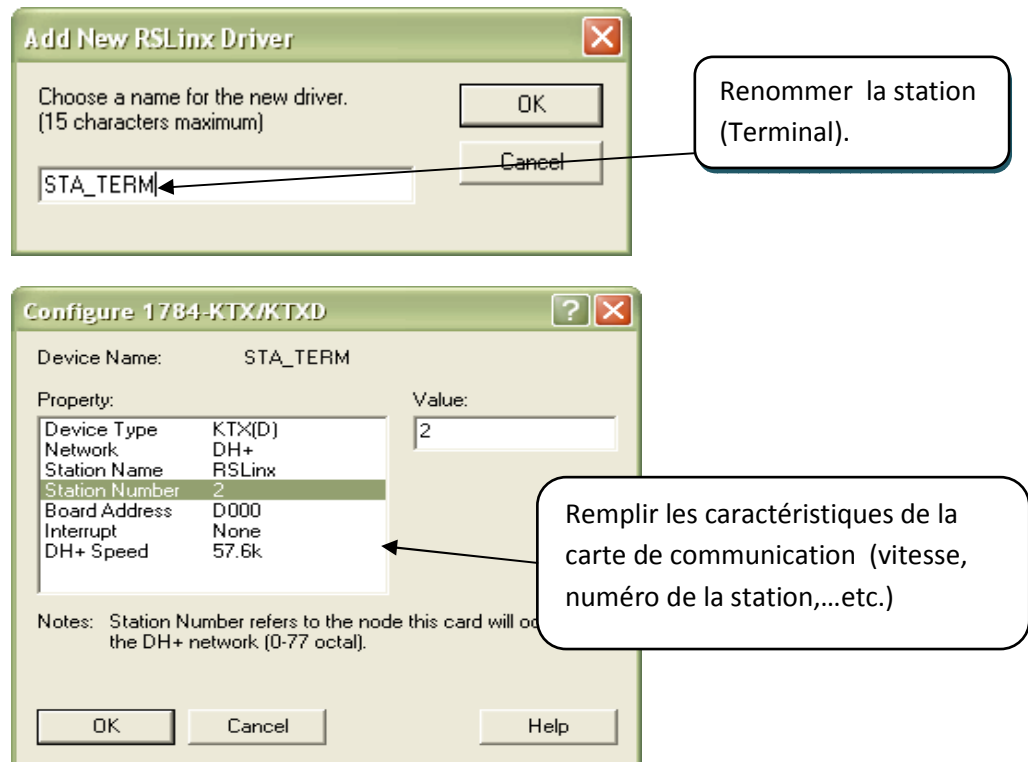 Add New RSLinx Driver
Choose a name for the new driver.
(15 characters maximum)
OK
Cancel
STA_TERM
Renommer la station
(Terminal).
Configure 1784-KTX/KTXD
Device Name: STA_TERM
Property:
Value:
Device Type KTX(D)
Network DH+
Station Name RSLinx
Station Number 2
Board Address D000
Interrupt None
DH+ Speed 57.6k
2
Remplir les caractéristiques de la
carte de communication (vitesse,
numéro de la station,…etc.)
Notes: Station Number refers to the node this card will
the DH+ network (0-77 octal).
OK
Cancel
Help